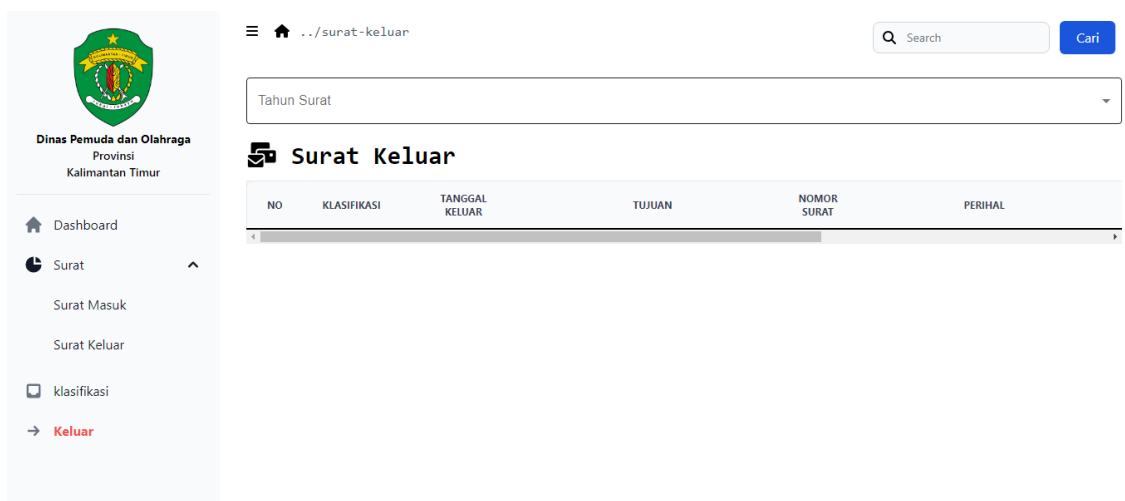 Dinas Pemuda dan Olahraga
Provinsi
Kalimantan Timur
Dashboard
Surat
Surat Masuk
Surat Keluar
klasifikasi
Keluar
../surat-keluar
Search
Cari
Tahun Surat
Surat Keluar
NO
KLASIFIKASI
TANGGAL
KELUAR
TUJUAN
NOMOR
SURAT
PERIHAL